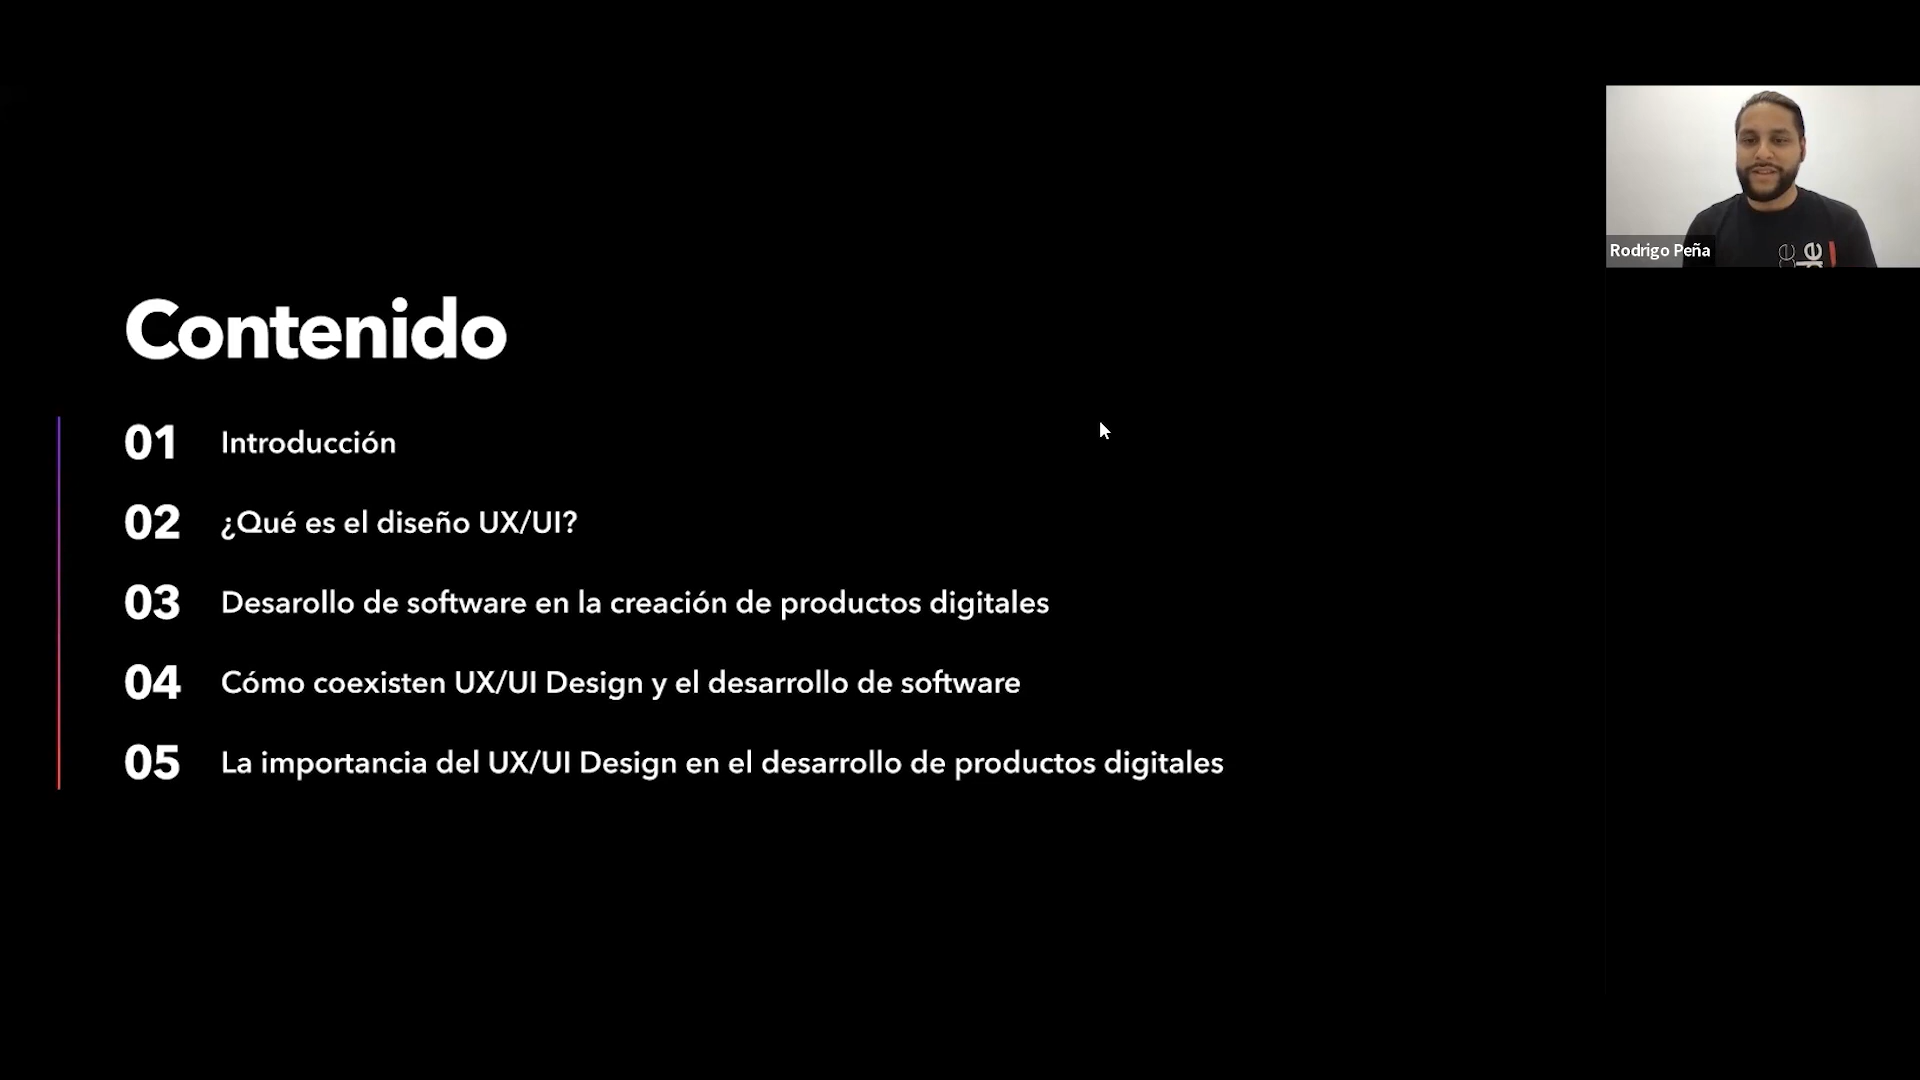 Contenido
01 Introducción
02 ¿Qué es el diseño UX/UI?
03 Desarollo de software en la creación de productos digitales
04 Cómo coexisten UX/UI Design y el desarrollo de software
05 La importancia del UX/UI Design en el desarrollo de productos digitales
Rodrigo Peña